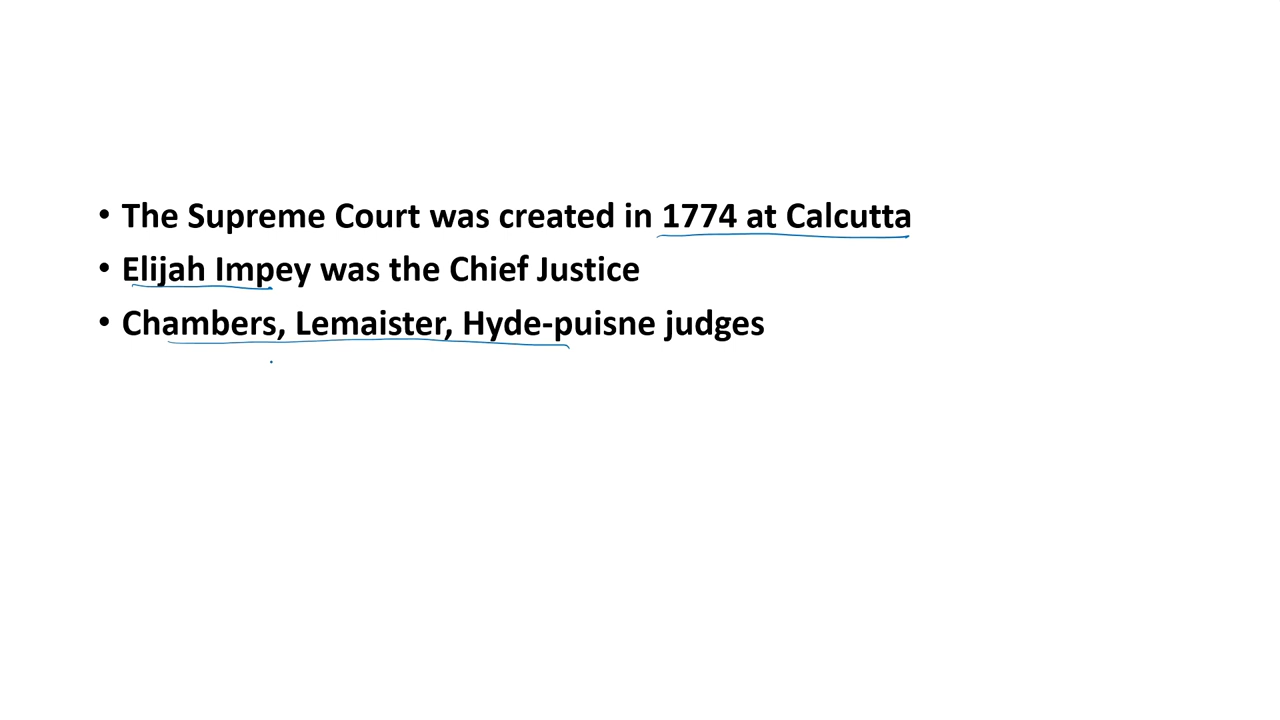 • The Supreme Court was created in 1774 at Calcutta
• Elijah Impey was the Chief Justice
• Chambers, Lemaister, Hyde-puisne judges